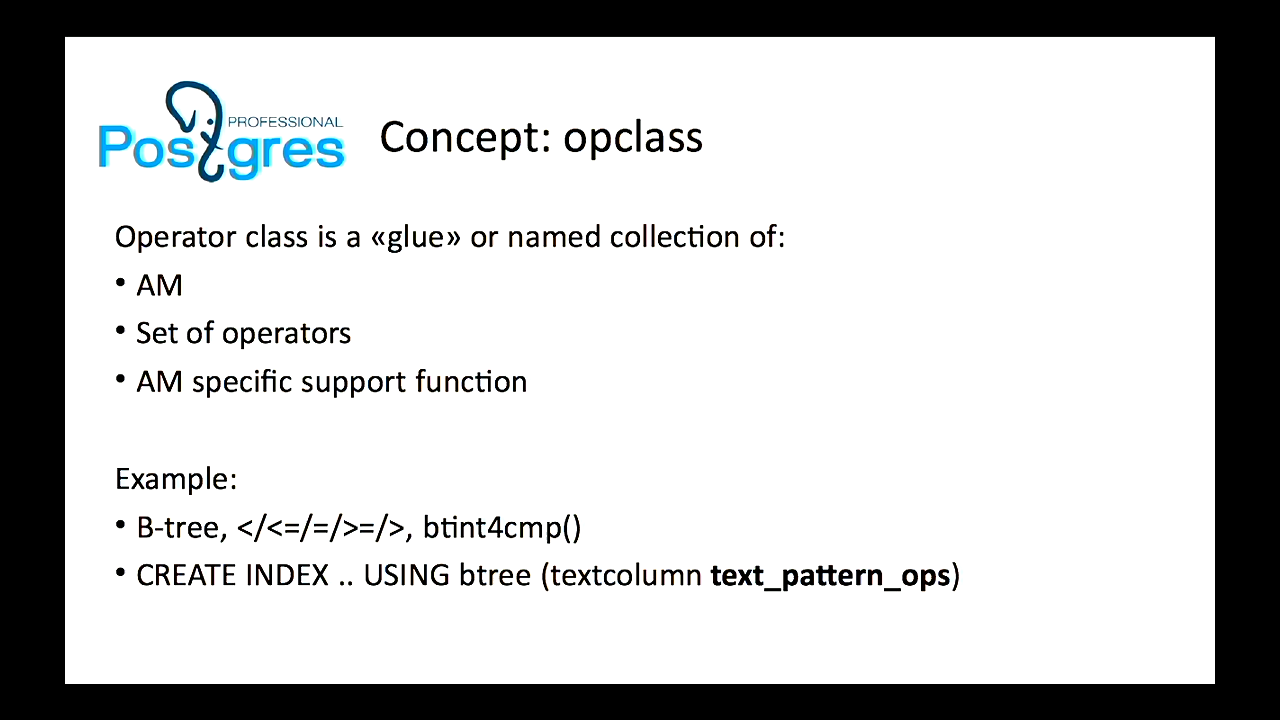 PROFESSIONAL
Postgres
Concept: opclass
Operator class is a «glue» or named collection of:
• AM
• Set of operators
• AM specific support function
Example:
• B-tree, </<=/=/>=/>, btint4cmp()
• CREATE INDEX .. USING btree (textcolumn text_pattern_ops)